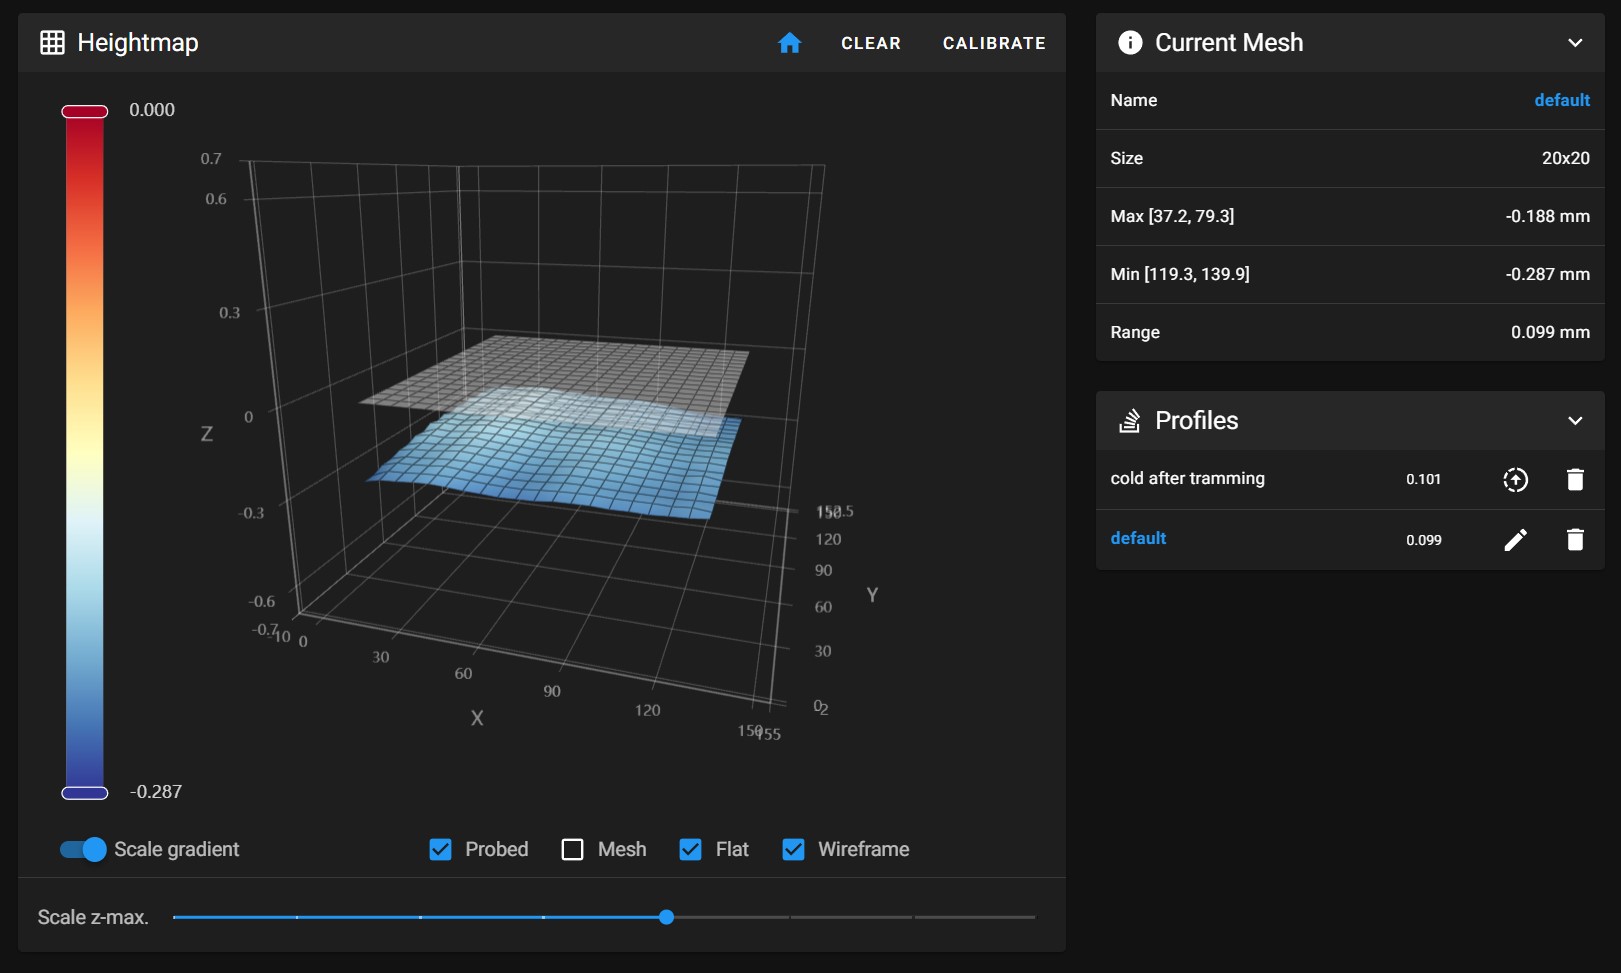 Heightmap
CLEAR
CALIBRATE
0.000
-0.287
0.7
0.6
0.3
0
-0.3
-0.6
-0.7
Z
-10
0
30
60
90
120
150
155
X
152.5
150
120
90
60
30
0
-2
Y
Scale gradient
Probed
Mesh
Flat
Wireframe
Scale z-max.
Current Mesh
Name default
Size 20x20
Max [37.2, 79.3] -0.188 mm
Min [119.3, 139.9] -0.287 mm
Range 0.099 mm
Profiles
cold after tramming 0.101
default 0.099